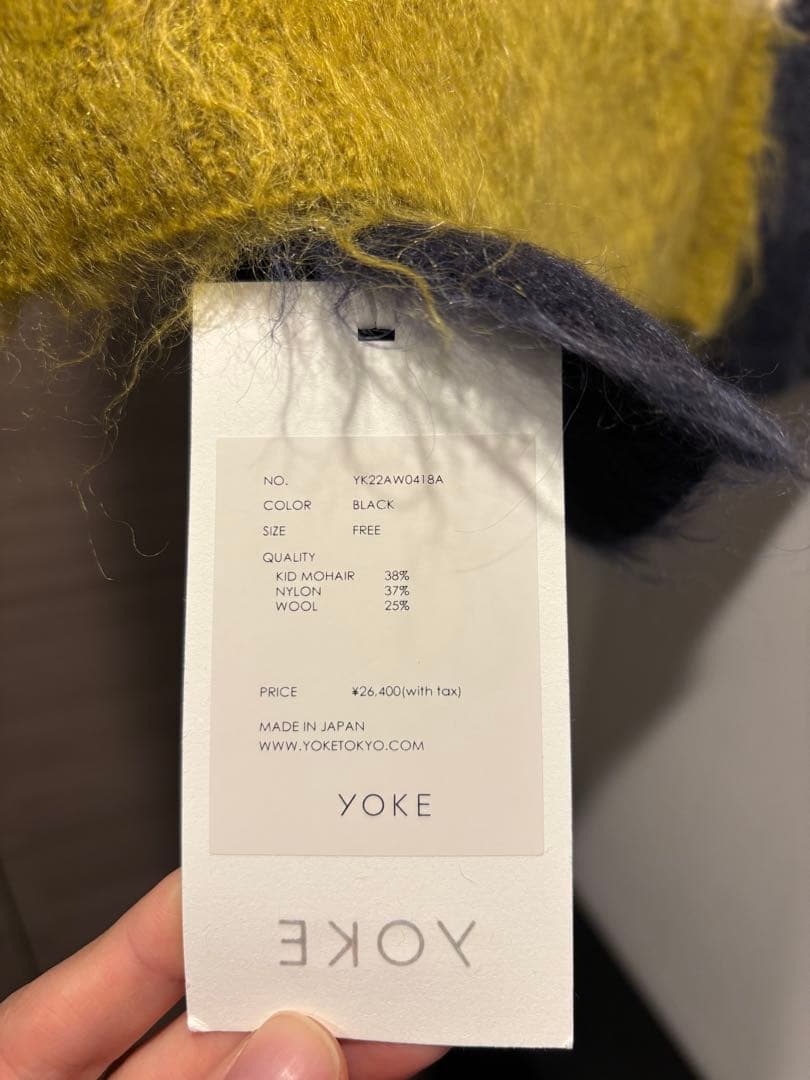 NO. YK22AW0418A
COLOR BLACK
SIZE FREE
QUALITY
KID MOHAIR 38%
NYLON 37%
WOOL 25%
PRICE ¥26,400(with tax)
MADE IN JAPAN
WWW.YOKETOKYO.COM
YOKE
YOKE